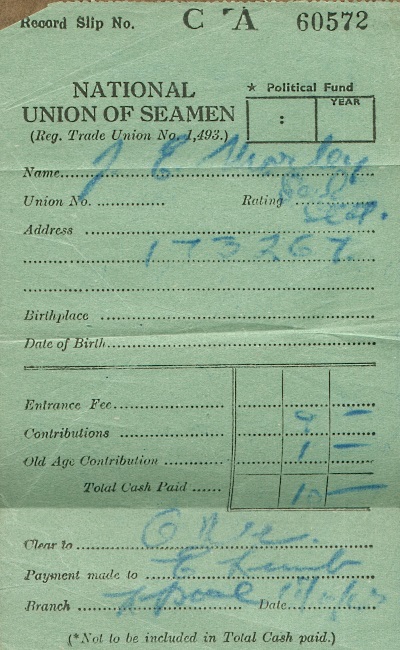 Record Slip No. C A 60572
NATIONAL
UNION OF SEAMEN
(Reg. Trade Union No. 1,493.)
* Political Fund
YEAR
:
Name J E Morley
Union No. Rating
Sea.
Address
173267
Birthplace
Date of Birth
Entrance Fee
Contributions 9 –
Old Age Contribution 1 –
Total Cash Paid 10 –
Clear to
Payment made to
Branch Date
(*Not to be included in Total Cash paid.)